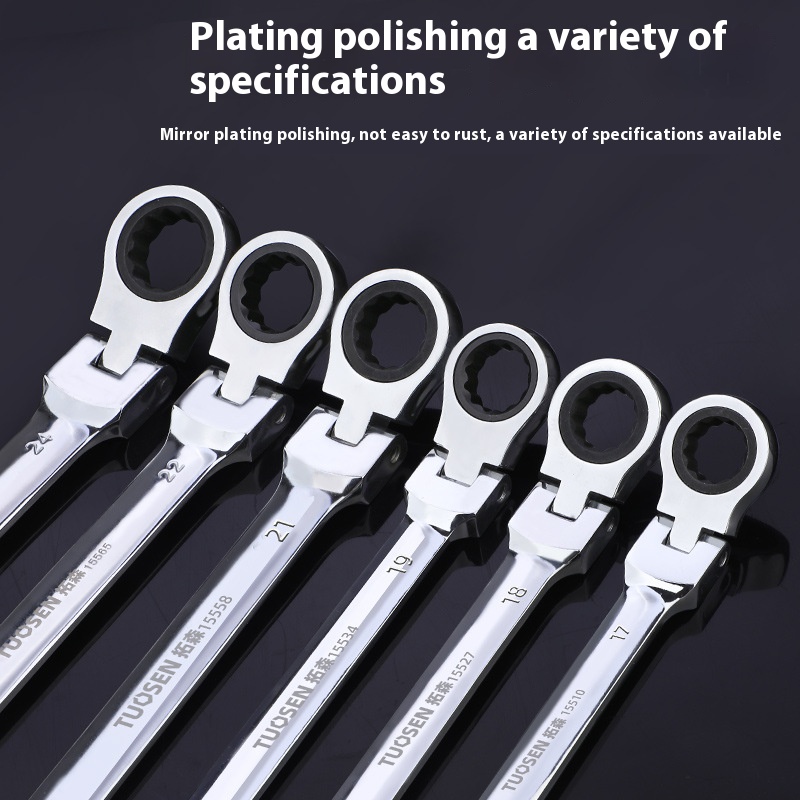 Plating polishing a variety of
specifications
Mirror plating polishing, not easy to rust, a variety of specifications available
24
22
21
19
18
17
TUOSEN 拓森 15565
TUOSEN 拓森 15558
TUOSEN 拓森 15534
TUOSEN 拓森 15527
TUOSEN 拓森 15510